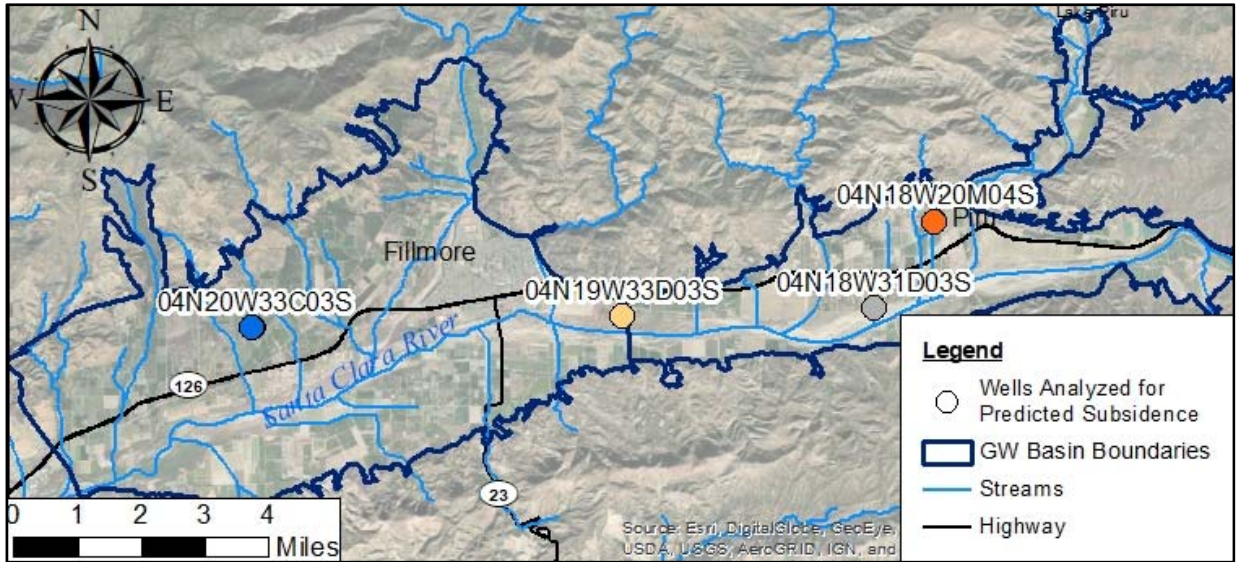 N
Lake Piru
W
E
S
04N18W20M04S
Piru
Fillmore
04N20W33C03S
04N19W33D03S
04N18W31D03S
Santa Clara River
126
23
Legend
Wells Analyzed for
Predicted Subsidence
GW Basin Boundaries
Streams
Highway
0 1 2 3 4
Miles
Source: Esri, DigitalGlobe, GeoEye,
USDA, USGS, AeroGRID, IGN, and